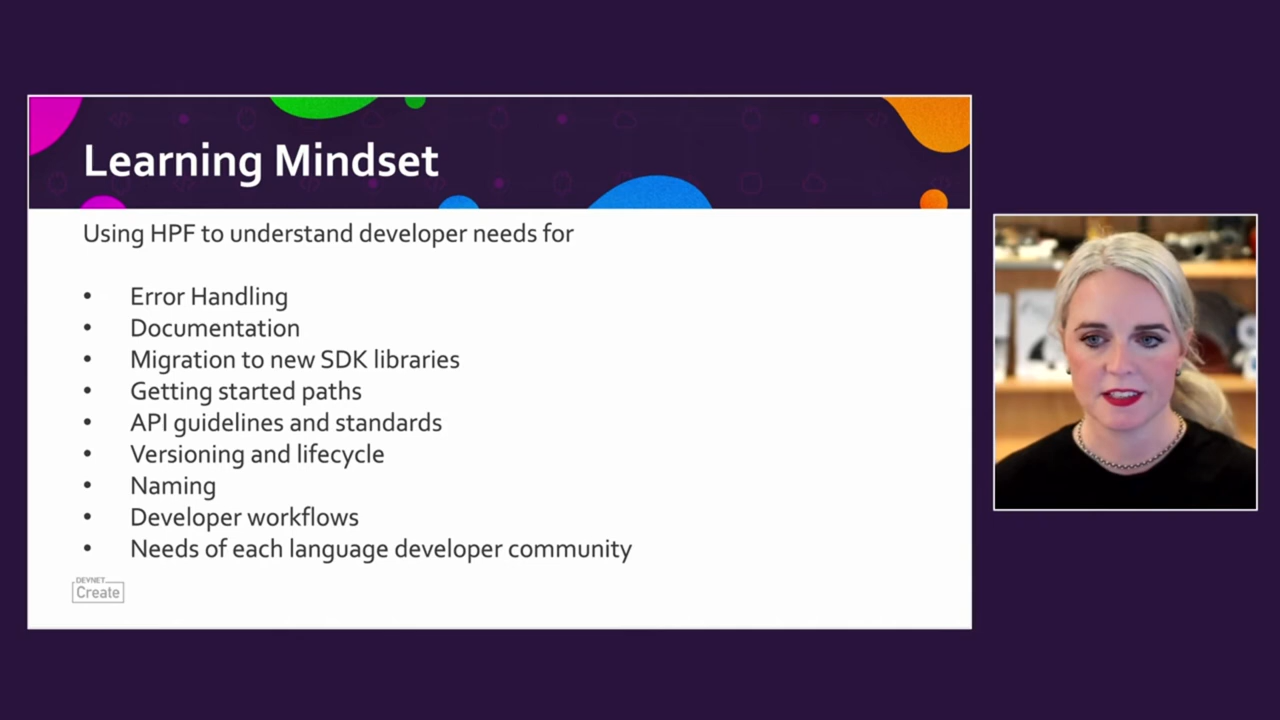 Learning Mindset
Using HPF to understand developer needs for
• Error Handling
• Documentation
• Migration to new SDK libraries
• Getting started paths
• API guidelines and standards
• Versioning and lifecycle
• Naming
• Developer workflows
• Needs of each language developer community
DEVNET
Create